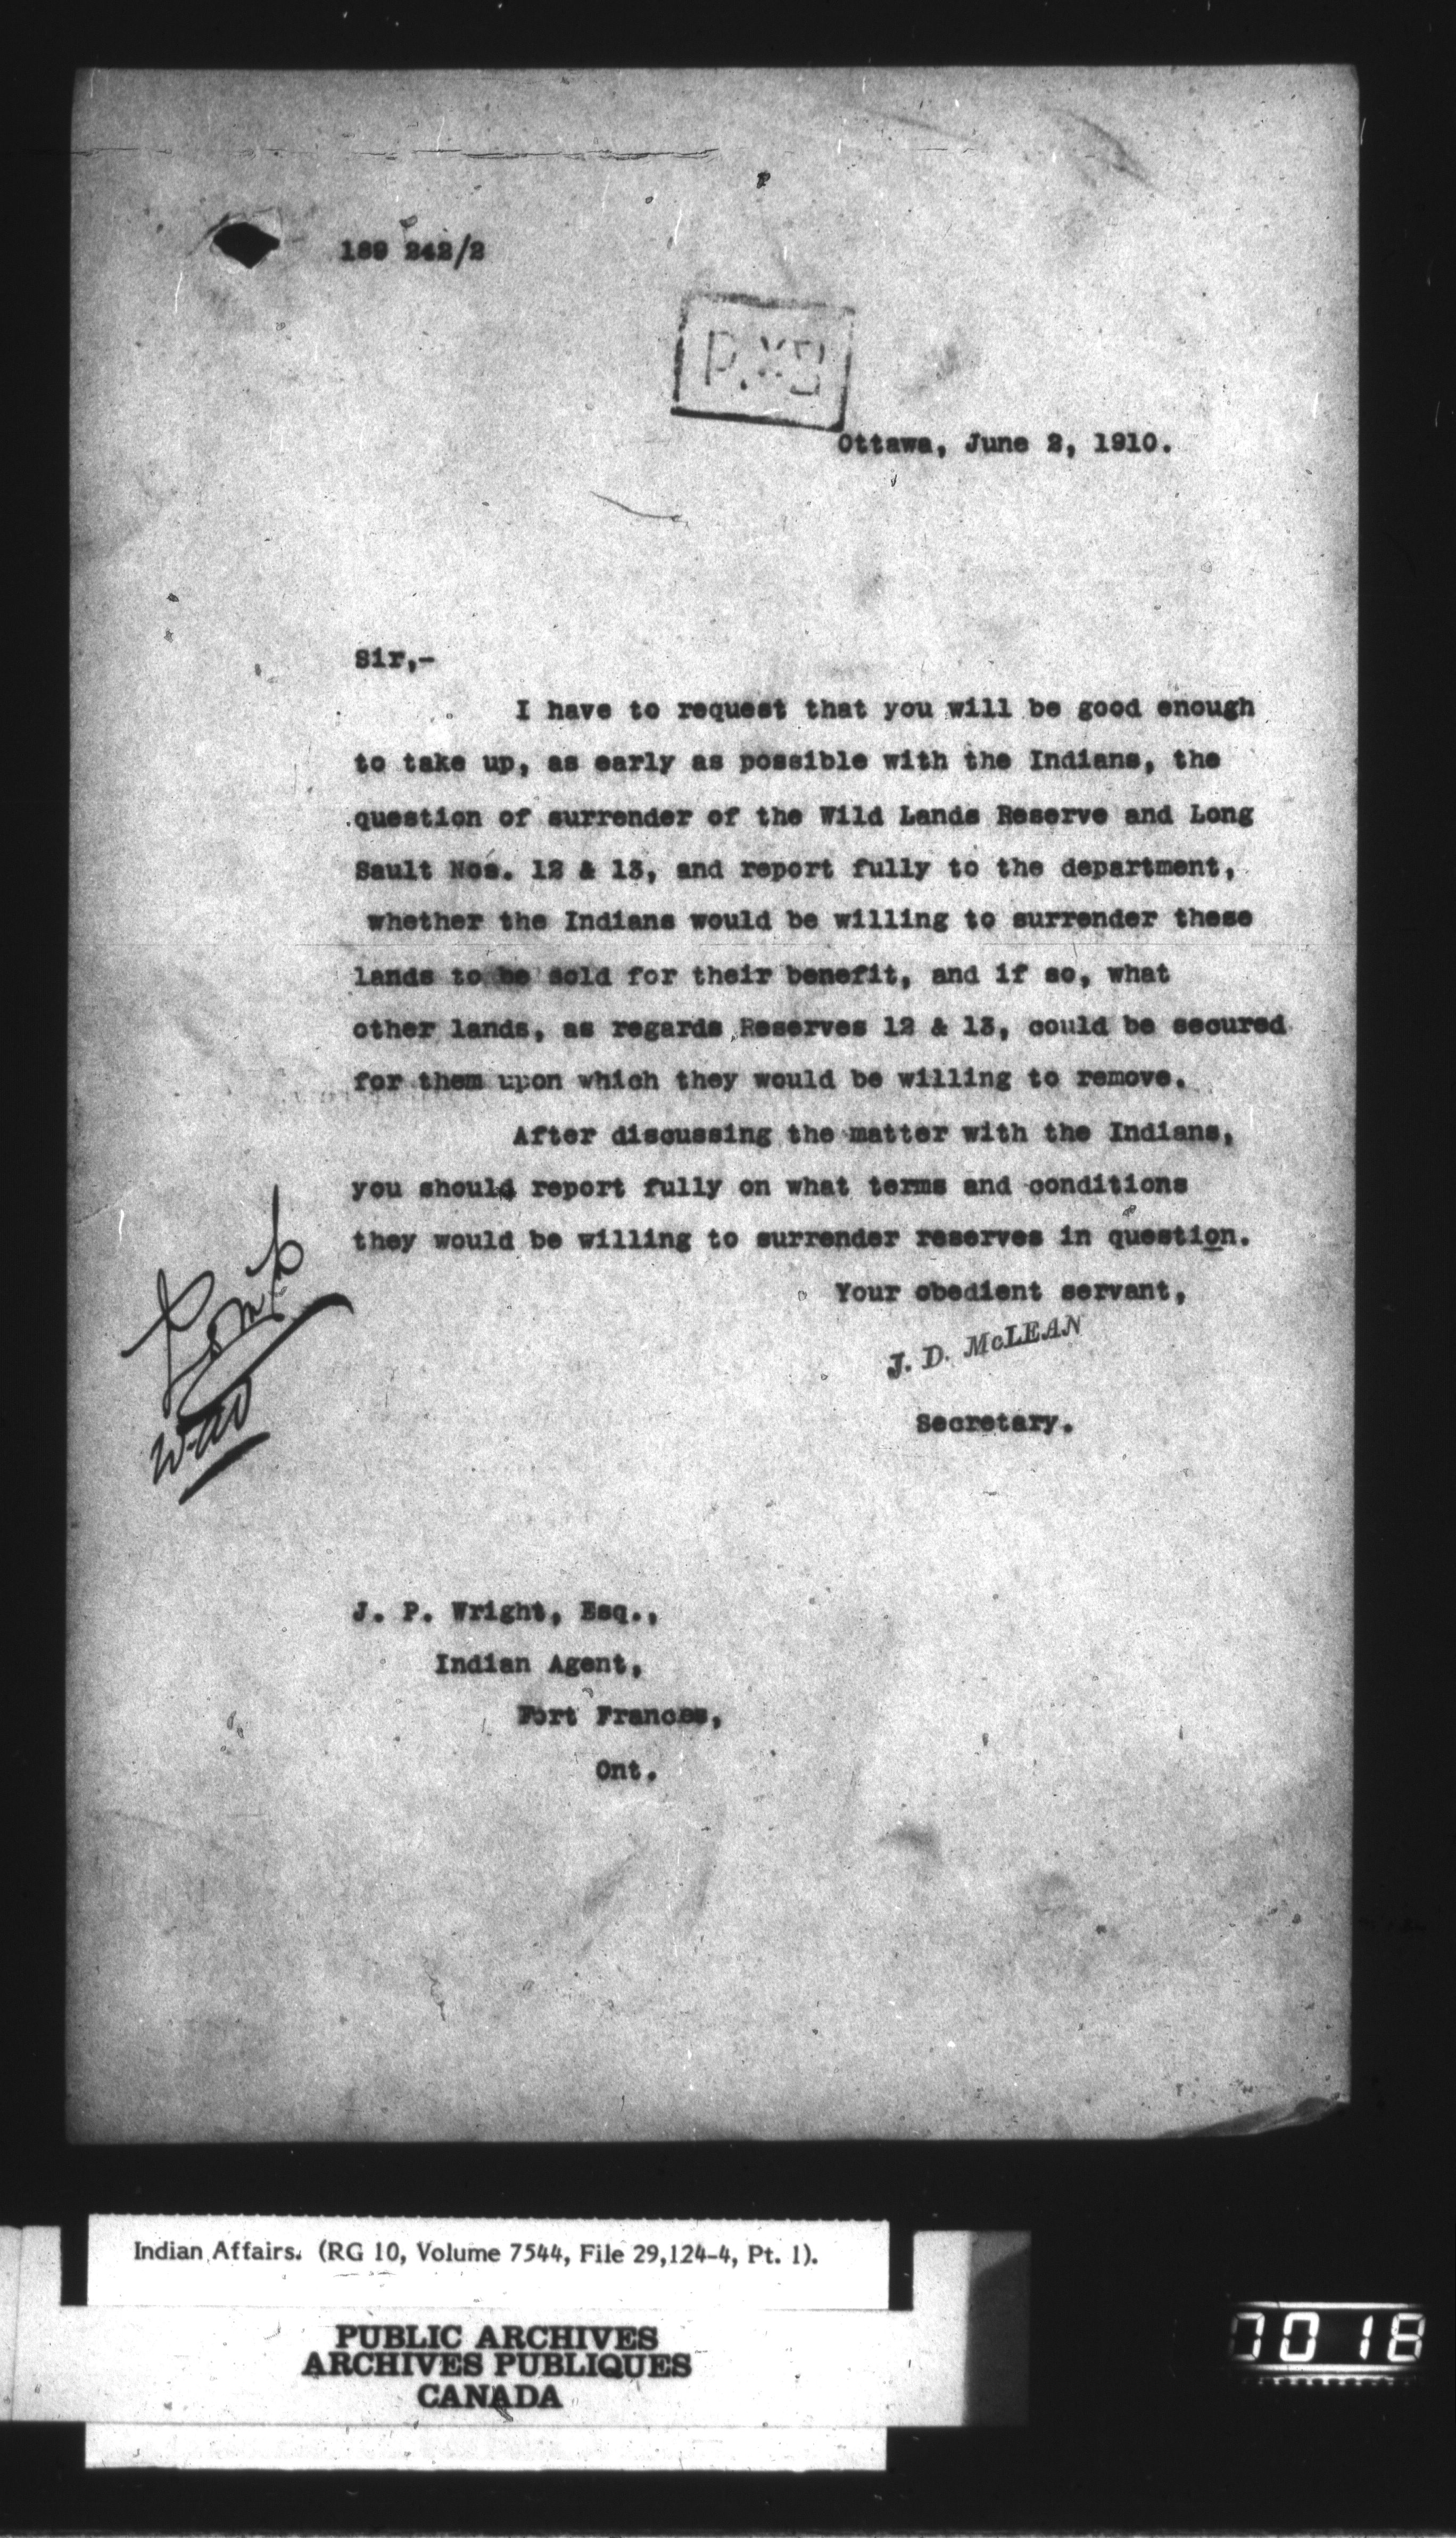 189 242/2
Ottawa, June 2, 1910.
Sir,-
I have to request that you will be good enough
to take up, as early as possible with the Indians, the
question of surrender of the Wild Lands Reserve and Long
Sault Nos. 12 & 13, and report fully to the department,
whether the Indians would be willing to surrender these
lands to be sold for their benefit, and if so, what
other lands, as regards Reserves 12 & 13, could be secured
for them upon which they would be willing to remove.
After discussing the matter with the Indians,
you should report fully on what terms and conditions
they would be willing to surrender reserves in question.
Your obedient servant,
J. D. McLEAN
Secretary.
J. P. Wright, Esq.,
Indian Agent,
Fort Frances,
Ont.
Indian Affairs. (RG 10, Volume 7544, File 29,124-4, Pt. 1).
PUBLIC ARCHIVES
ARCHIVES PUBLIQUES
CANADA
0018